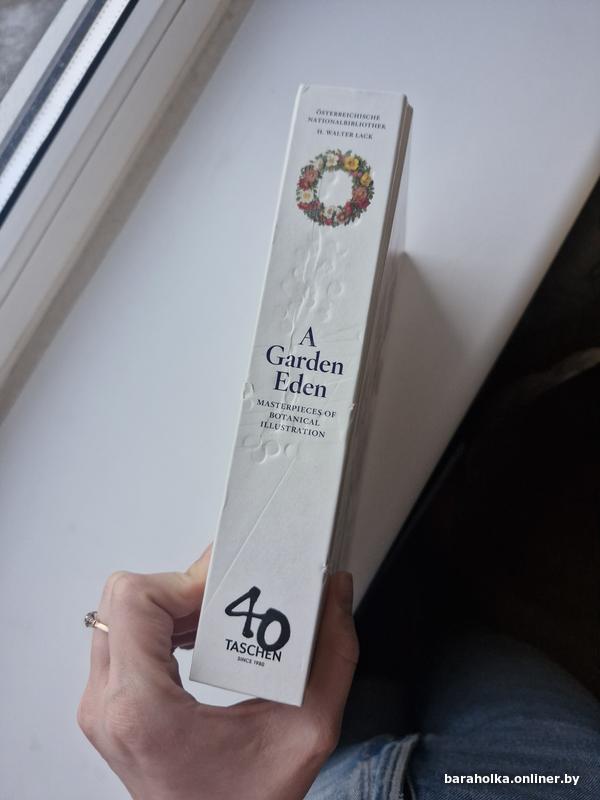 ÖSTERREICHISCHE
NATIONALBIBLIOTHEK
H. WALTER LACK
A
Garden
Eden
MASTERPIECES OF
BOTANICAL
ILLUSTRATION
40
TASCHEN
SINCE 1980
baraholka.onliner.by